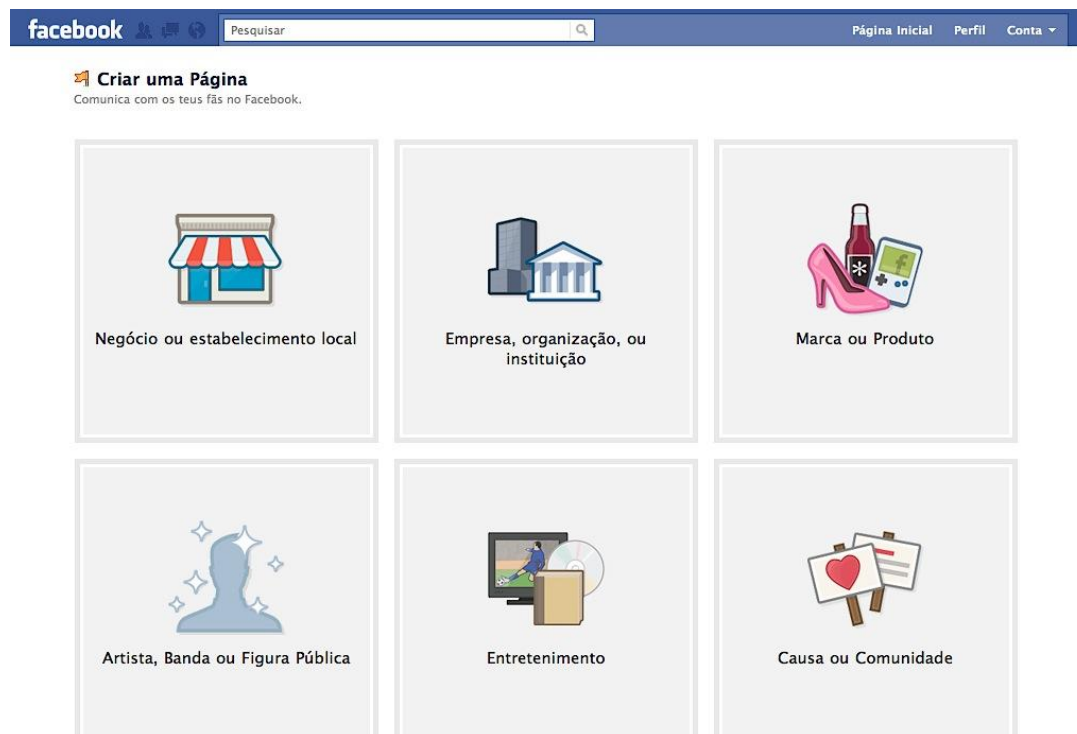 facebook
Pesquisar
Página Inicial Perfil Conta
Criar uma Página
Comunica com os teus fãs no Facebook.
Negócio ou estabelecimento local
Empresa, organização, ou
instituição
Marca ou Produto
Artista, Banda ou Figura Pública
Entretenimento
Causa ou Comunidade